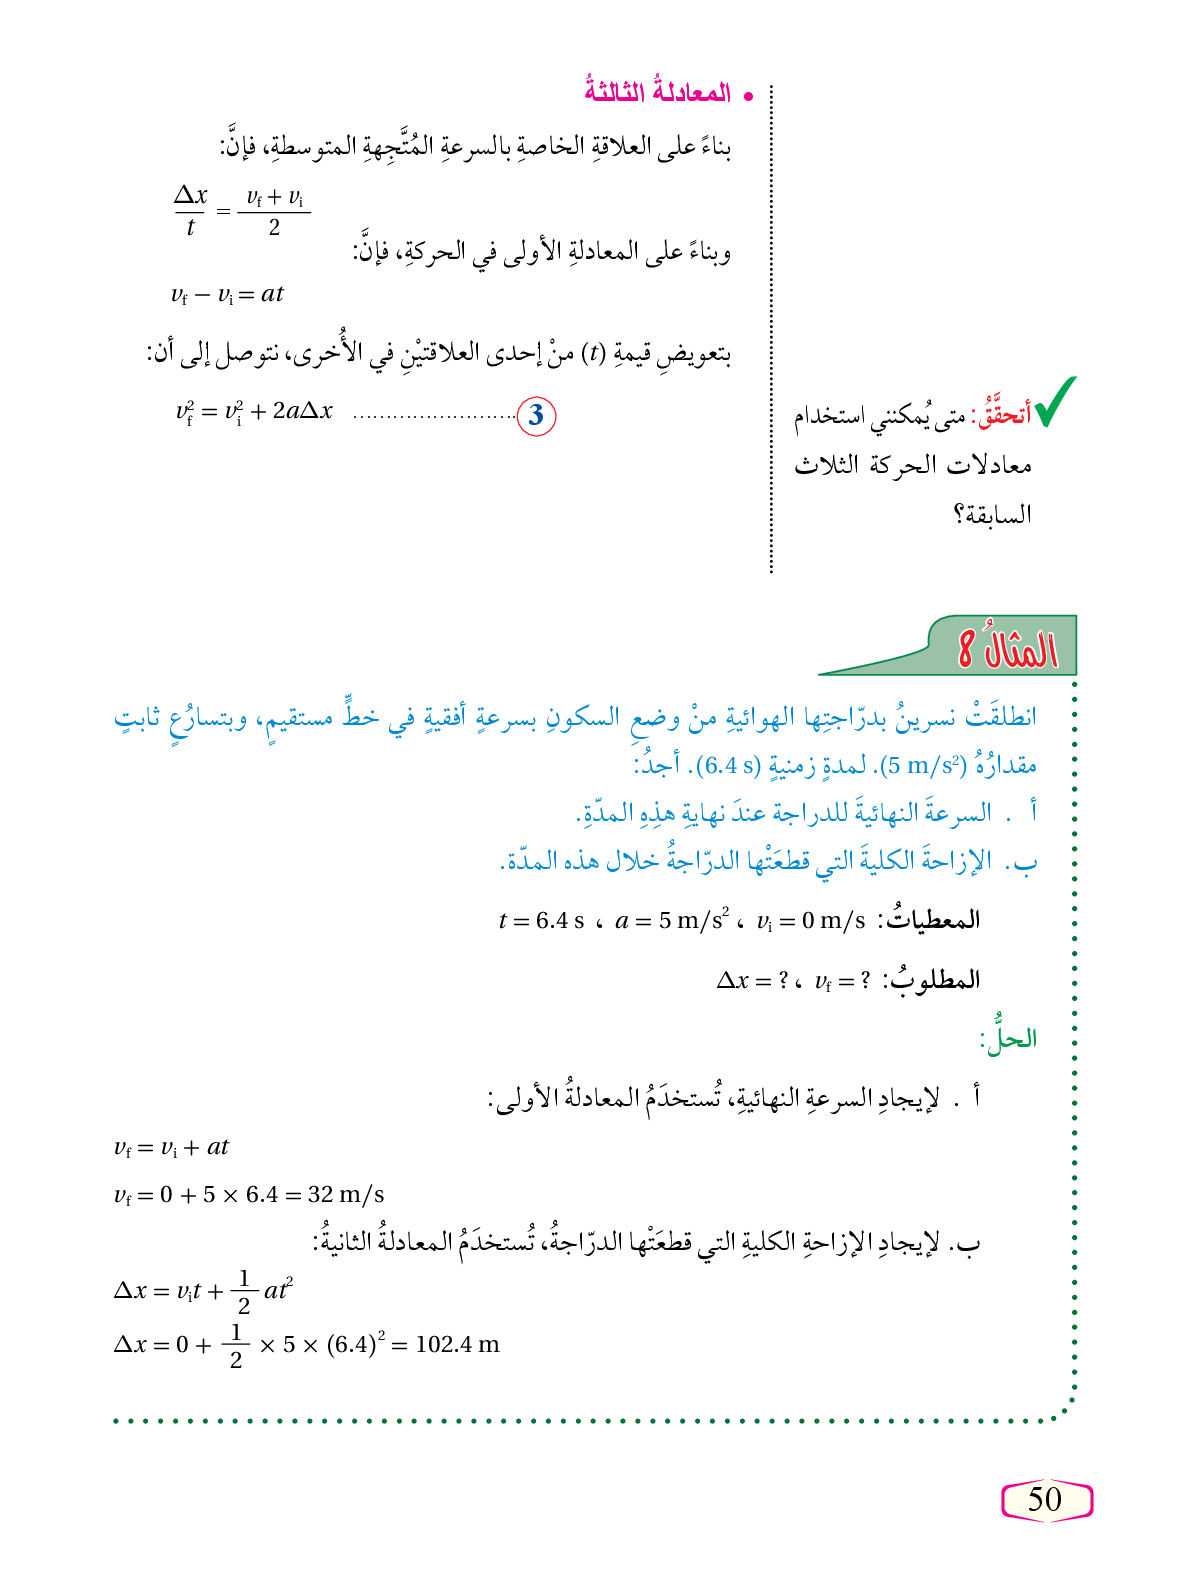 • المعادلةُ الثالثةُ
بناءً على العلاقةِ الخاصةِ بالسرعةِ المُتَّجِهةِ المتوسطةِ، فإنَّ:
Δx/t = (vf + vi)/2
وبناءً على المعادلةِ الأولى في الحركةِ، فإنَّ:
vf – vi = at
بتعويضِ قيمةِ (t) منْ إحدى العلاقتيْنِ في الأُخرى، نتوصل إلى أن:
vf² = vi² + 2aΔx ........................ 3
أتحقَّقُ: متى يُمكنني استخدام
معادلات الحركة الثلاث
السابقة؟
المثالُ 8
انطلقَتْ نسرينُ بدرّاجتِها الهوائيةِ منْ وضعِ السكونِ بسرعةٍ أفقيةٍ في خطٍّ مستقيمٍ، وبتسارُعٍ ثابتٍ
مقدارُهُ (5 m/s²). لمدةٍ زمنيةٍ (6.4 s). أجدُ:
أ . السرعةَ النهائيةَ للدراجة عندَ نهايةِ هذِهِ المدّةِ.
ب. الإزاحةَ الكليةَ التي قطعَتْها الدرّاجةُ خلال هذه المدّة.
المعطياتُ: vi = 0 m/s ، a = 5 m/s² ، t = 6.4 s
المطلوبُ: vf = ? ، Δx = ?
الحلُّ:
أ . لإيجادِ السرعةِ النهائيةِ، تُستخدَمُ المعادلةُ الأولى:
vf = vi + at
vf = 0 + 5 × 6.4 = 32 m/s
ب. لإيجادِ الإزاحةِ الكليةِ التي قطعَتْها الدرّاجةُ، تُستخدَمُ المعادلةُ الثانيةُ:
Δx = vit + 1/2 at²
Δx = 0 + 1/2 × 5 × (6.4)² = 102.4 m
50